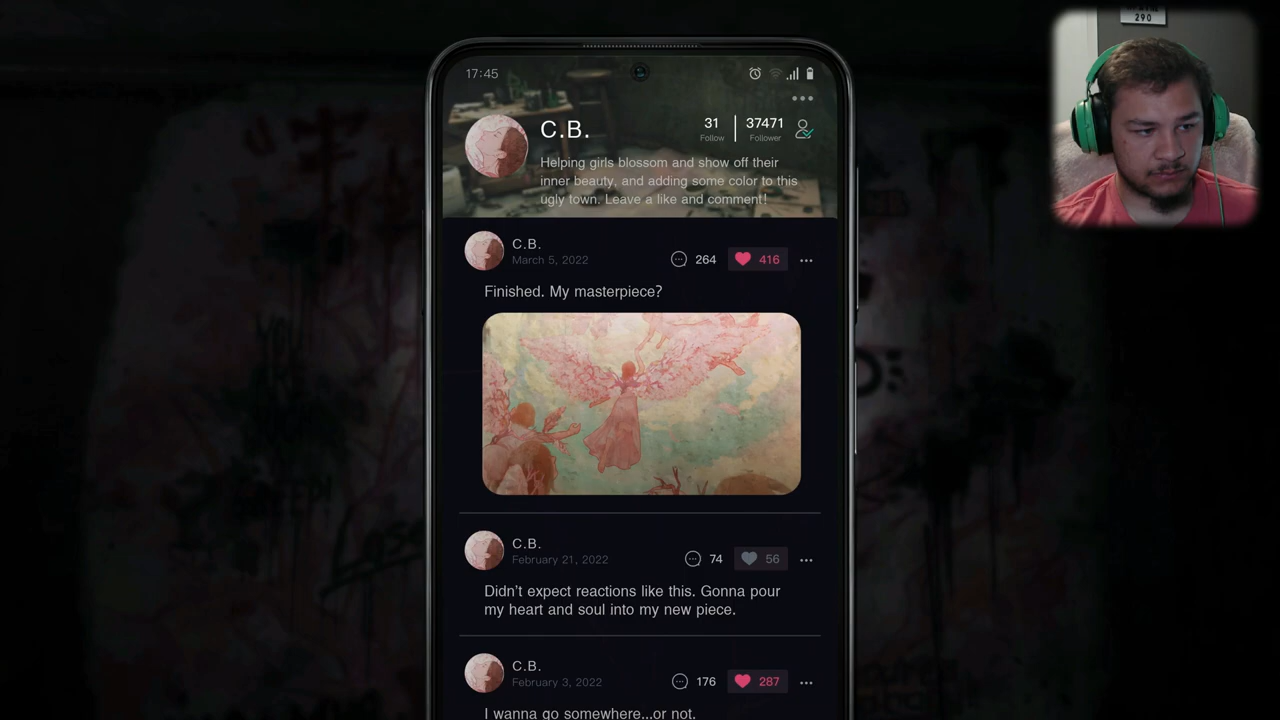 290
17:45
C.B.
31
Follow
37471
Follower
Helping girls blossom and show off their
inner beauty, and adding some color to this
ugly town. Leave a like and comment!
C.B.
March 5, 2022
264
416
Finished. My masterpiece?
C.B.
February 21, 2022
74
56
Didn't expect reactions like this. Gonna pour
my heart and soul into my new piece.
C.B.
February 3, 2022
176
287
I wanna go somewhere...or not.